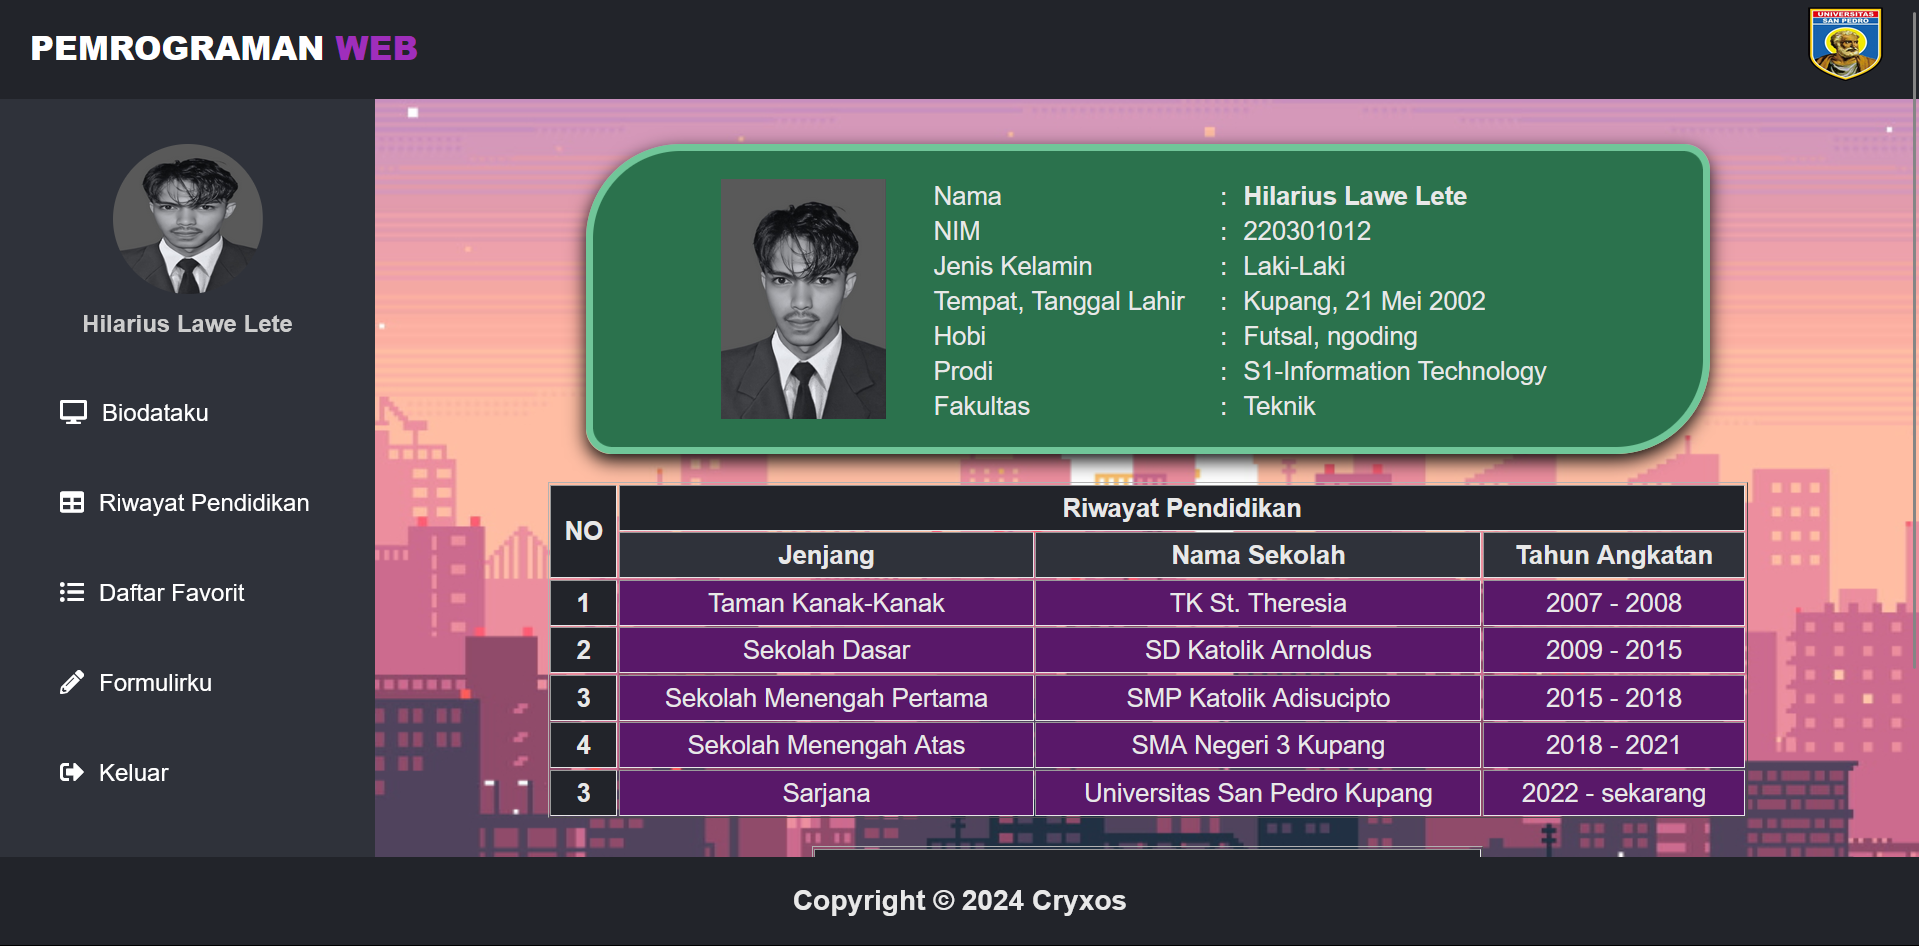 PEMROGRAMAN WEB
UNIVERSITAS
SAN PEDRO
Hilarius Lawe Lete
Biodataku
Riwayat Pendidikan
Daftar Favorit
Formulirku
Keluar
Nama : Hilarius Lawe Lete
NIM : 220301012
Jenis Kelamin : Laki-Laki
Tempat, Tanggal Lahir : Kupang, 21 Mei 2002
Hobi : Futsal, ngoding
Prodi : S1-Information Technology
Fakultas : Teknik
NO Riwayat Pendidikan
Jenjang Nama Sekolah Tahun Angkatan
1 Taman Kanak-Kanak TK St. Theresia 2007 - 2008
2 Sekolah Dasar SD Katolik Arnoldus 2009 - 2015
3 Sekolah Menengah Pertama SMP Katolik Adisucipto 2015 - 2018
4 Sekolah Menengah Atas SMA Negeri 3 Kupang 2018 - 2021
3 Sarjana Universitas San Pedro Kupang 2022 - sekarang
Copyright © 2024 Cryxos